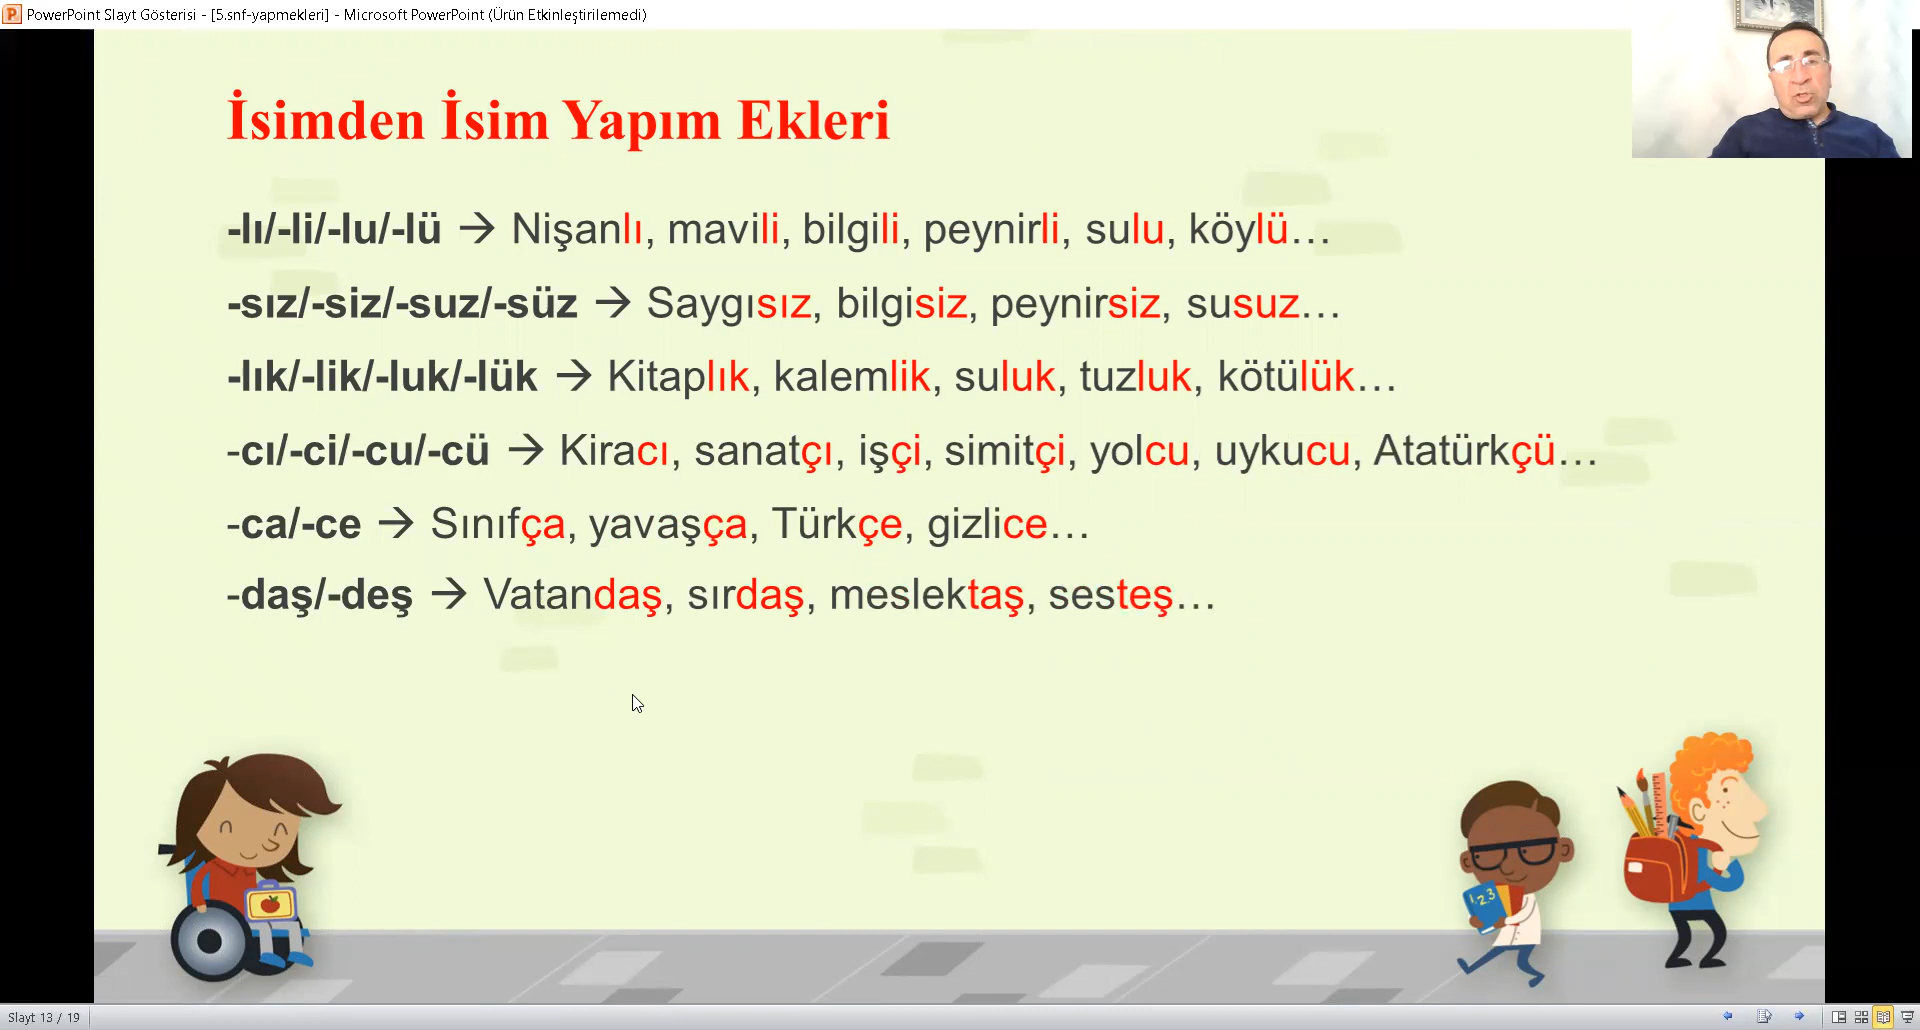 PowerPoint Slayt Gösterisi - [5.snf-yapmekleri] - Microsoft PowerPoint (Ürün Etkinleştirilemedi)
İsimden İsim Yapım Ekleri
-lı/-li/-lu/-lü → Nişanlı, mavili, bilgili, peynirli, sulu, köylü…
-sız/-siz/-suz/-süz → Saygısız, bilgisiz, peynirsiz, susuz…
-lık/-lik/-luk/-lük → Kitaplık, kalemlik, suluk, tuzluk, kötülük…
-cı/-ci/-cu/-cü → Kiracı, sanatçı, işçi, simitçi, yolcu, uykucu, Atatürkçü…
-ca/-ce → Sınıfça, yavaşça, Türkçe, gizlice…
-daş/-deş → Vatandaş, sırdaş, meslektaş, sesteş…
1,2,3
Slayt 13 / 19